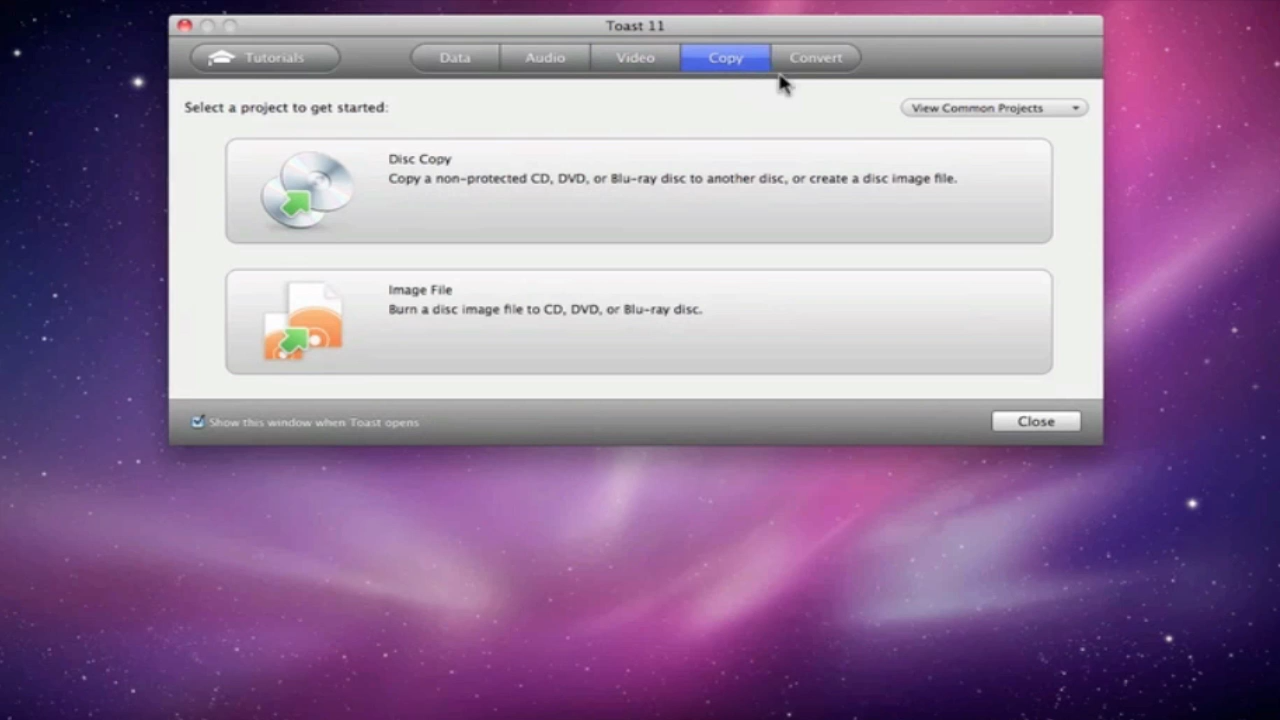 Toast 11
Tutorials
Data
Audio
Video
Copy
Convert
Select a project to get started:
View Common Projects
Disc Copy
Copy a non-protected CD, DVD, or Blu-ray disc to another disc, or create a disc image file.
Image File
Burn a disc image file to CD, DVD, or Blu-ray disc.
Show this window when Toast opens
Close